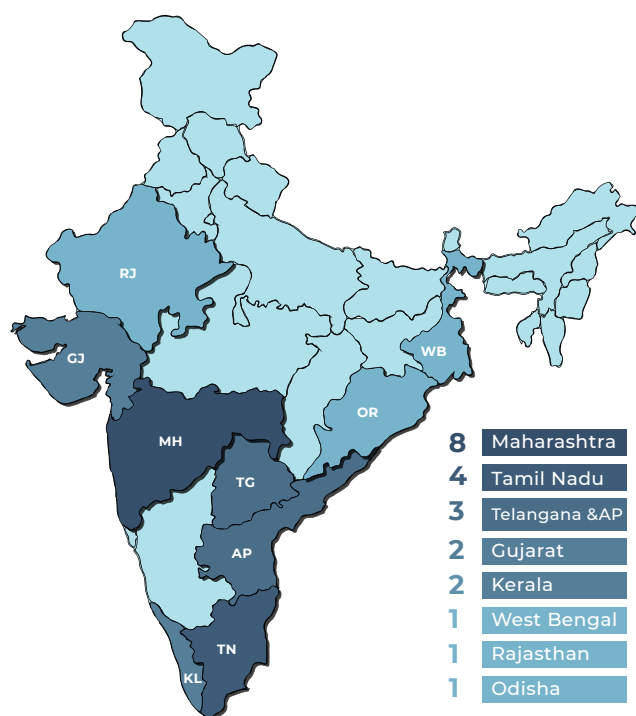 RJ
GJ
WB
OR
MH
TG
AP
TN
KL
8 Maharashtra
4 Tamil Nadu
3 Telangana &AP
2 Gujarat
2 Kerala
1 West Bengal
1 Rajasthan
1 Odisha